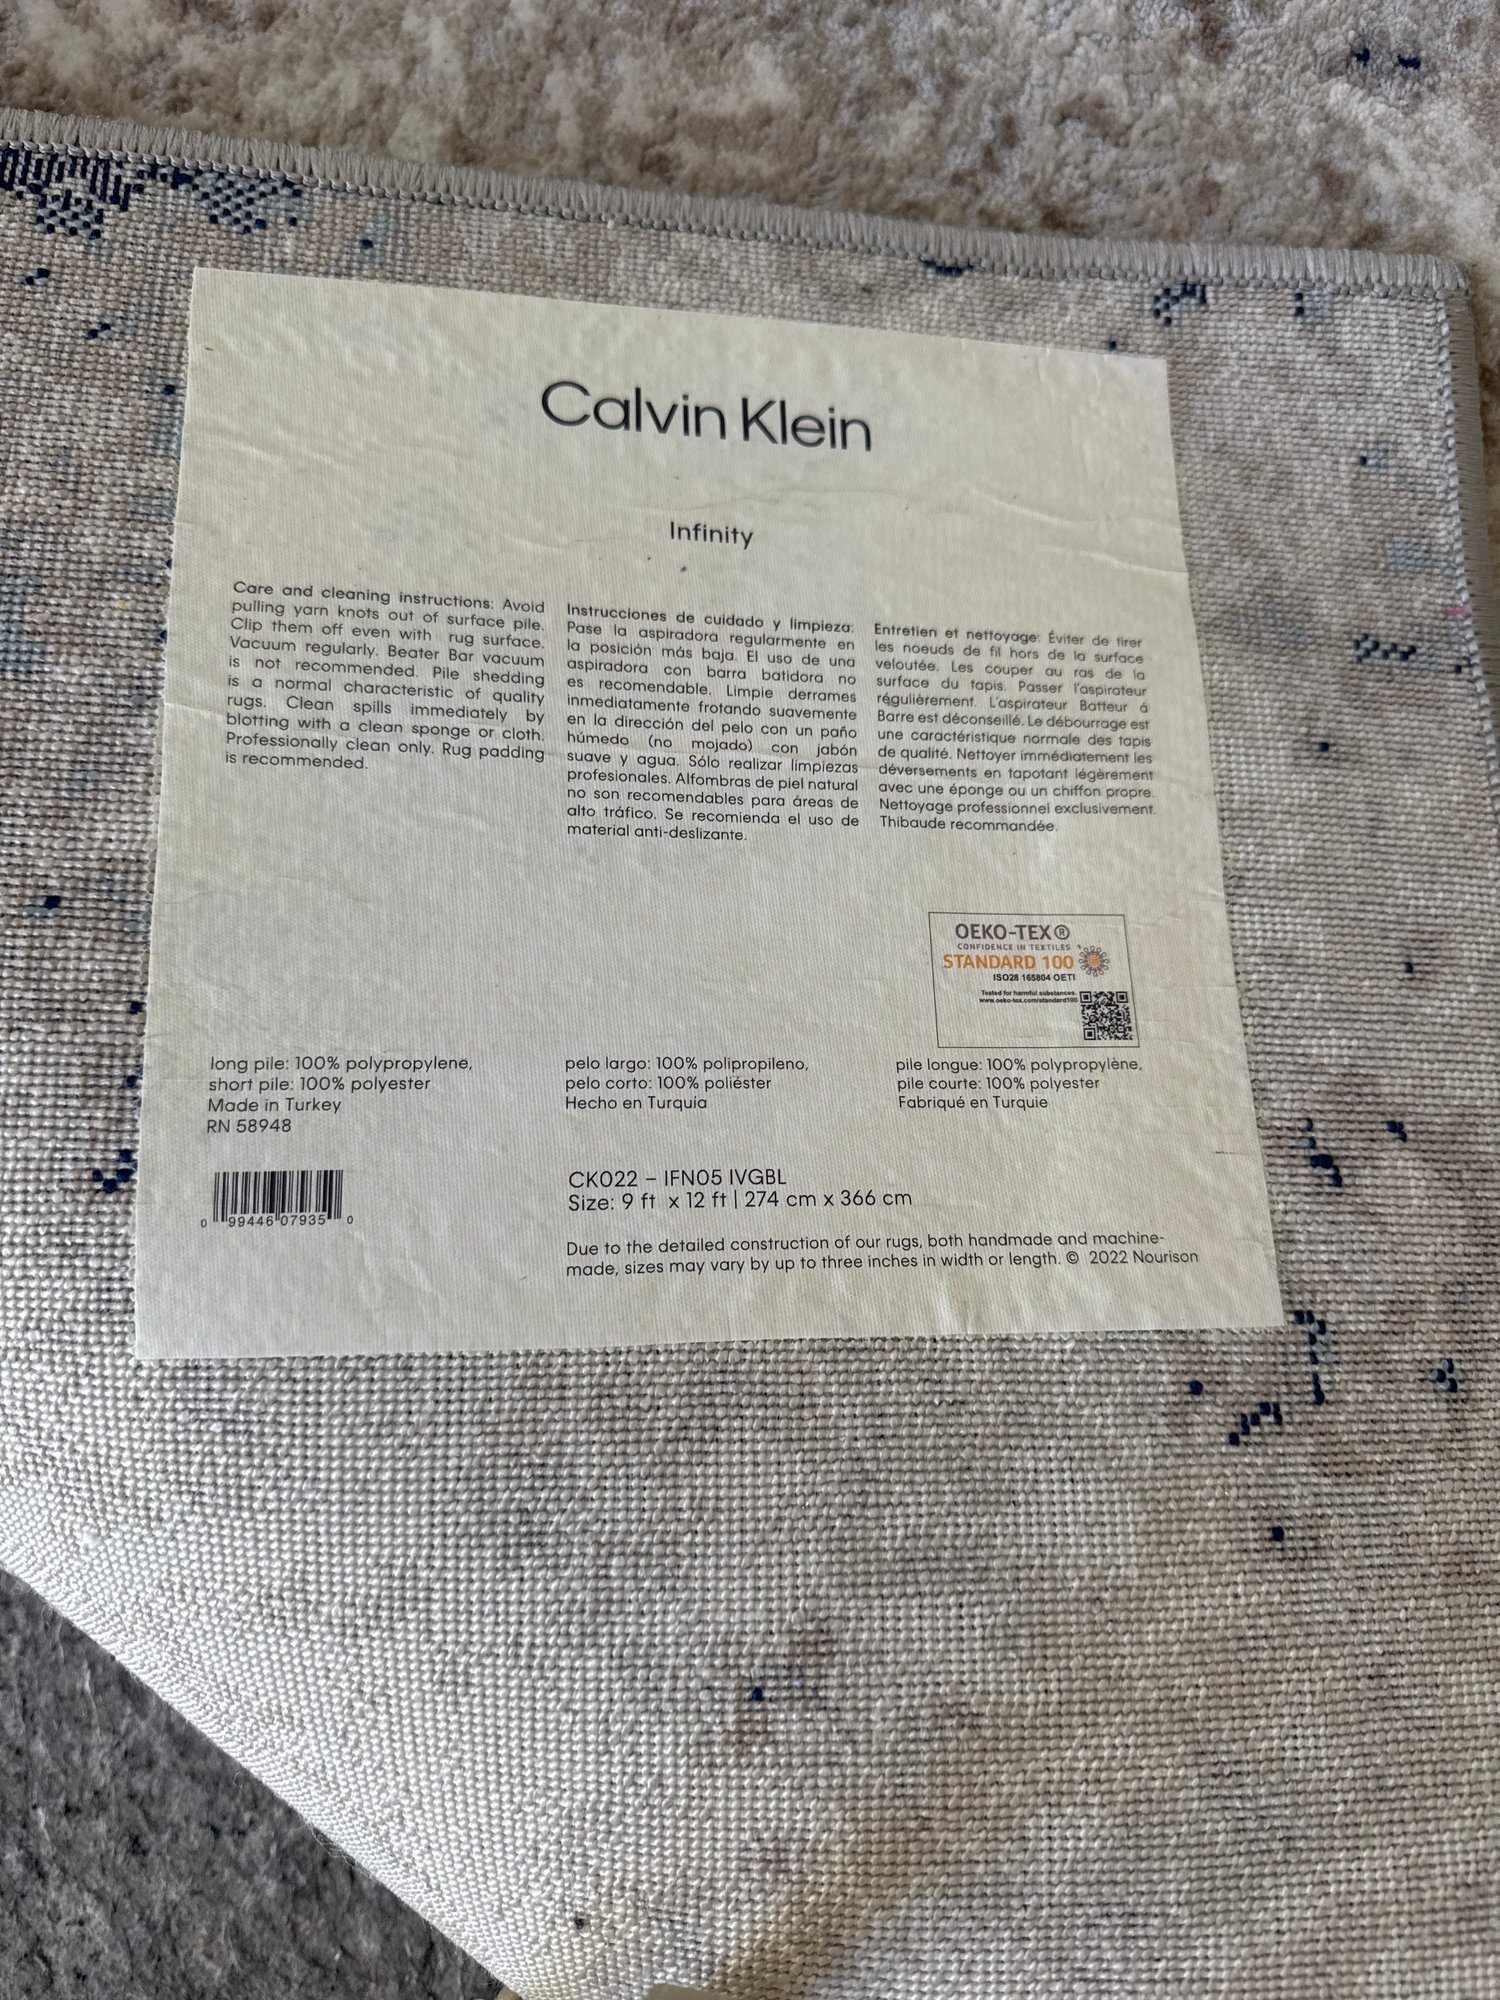 Calvin Klein
Infinity
Care and cleaning instructions: Avoid
pulling yarn knots out of surface pile.
Clip them off even with rug surface.
Vacuum regularly. Beater Bar vacuum
is not recommended. Pile shedding
is a normal characteristic of quality
rugs. Clean spills immediately by
blotting with a clean sponge or cloth.
Professionally clean only. Rug padding
is recommended.
Instrucciones de cuidado y limpieza:
Pase la aspiradora regularmente en
la posición más baja. El uso de una
aspiradora con barra batidora no
es recomendable. Limpie derrames
inmediatamente frotando suavemente
en la dirección del pelo con un paño
húmedo (no mojado) con jabón
suave y agua. Sólo realizar limpiezas
profesionales. Alfombras de piel natural
no son recomendables para áreas de
alto tráfico. Se recomienda el uso de
material anti-deslizante.
Entretien et nettoyage: Éviter de tirer
les noeuds de fil hors de la surface
veloutée. Les couper au ras de la
surface du tapis. Passer l'aspirateur
régulièrement. L'aspirateur Batteur á
Barre est déconseillé. Le débourrage est
une caractéristique normale des tapis
de qualité. Nettoyer immédiatement les
déversements en tapotant légèrement
avec une éponge ou un chiffon propre.
Nettoyage professionnel exclusivement.
Thibaude recommandée.
OEKO-TEX®
CONFIDENCE IN TEXTILES
STANDARD 100
ISO28 165804 OETI
Tested for harmful substances.
www.oeko-tex.com/standard100
long pile: 100% polypropylene,
short pile: 100% polyester
Made in Turkey
RN 58948
pelo largo: 100% polipropileno,
pelo corto: 100% poliéster
Hecho en Turquía
pile longue: 100% polypropylène,
pile courte: 100% polyester
Fabriqué en Turquie
0 99446 07935 0
CK022 – IFN05 IVGBL
Size: 9 ft x 12 ft | 274 cm x 366 cm
Due to the detailed construction of our rugs, both handmade and machine-
made, sizes may vary by up to three inches in width or length. © 2022 Nourison